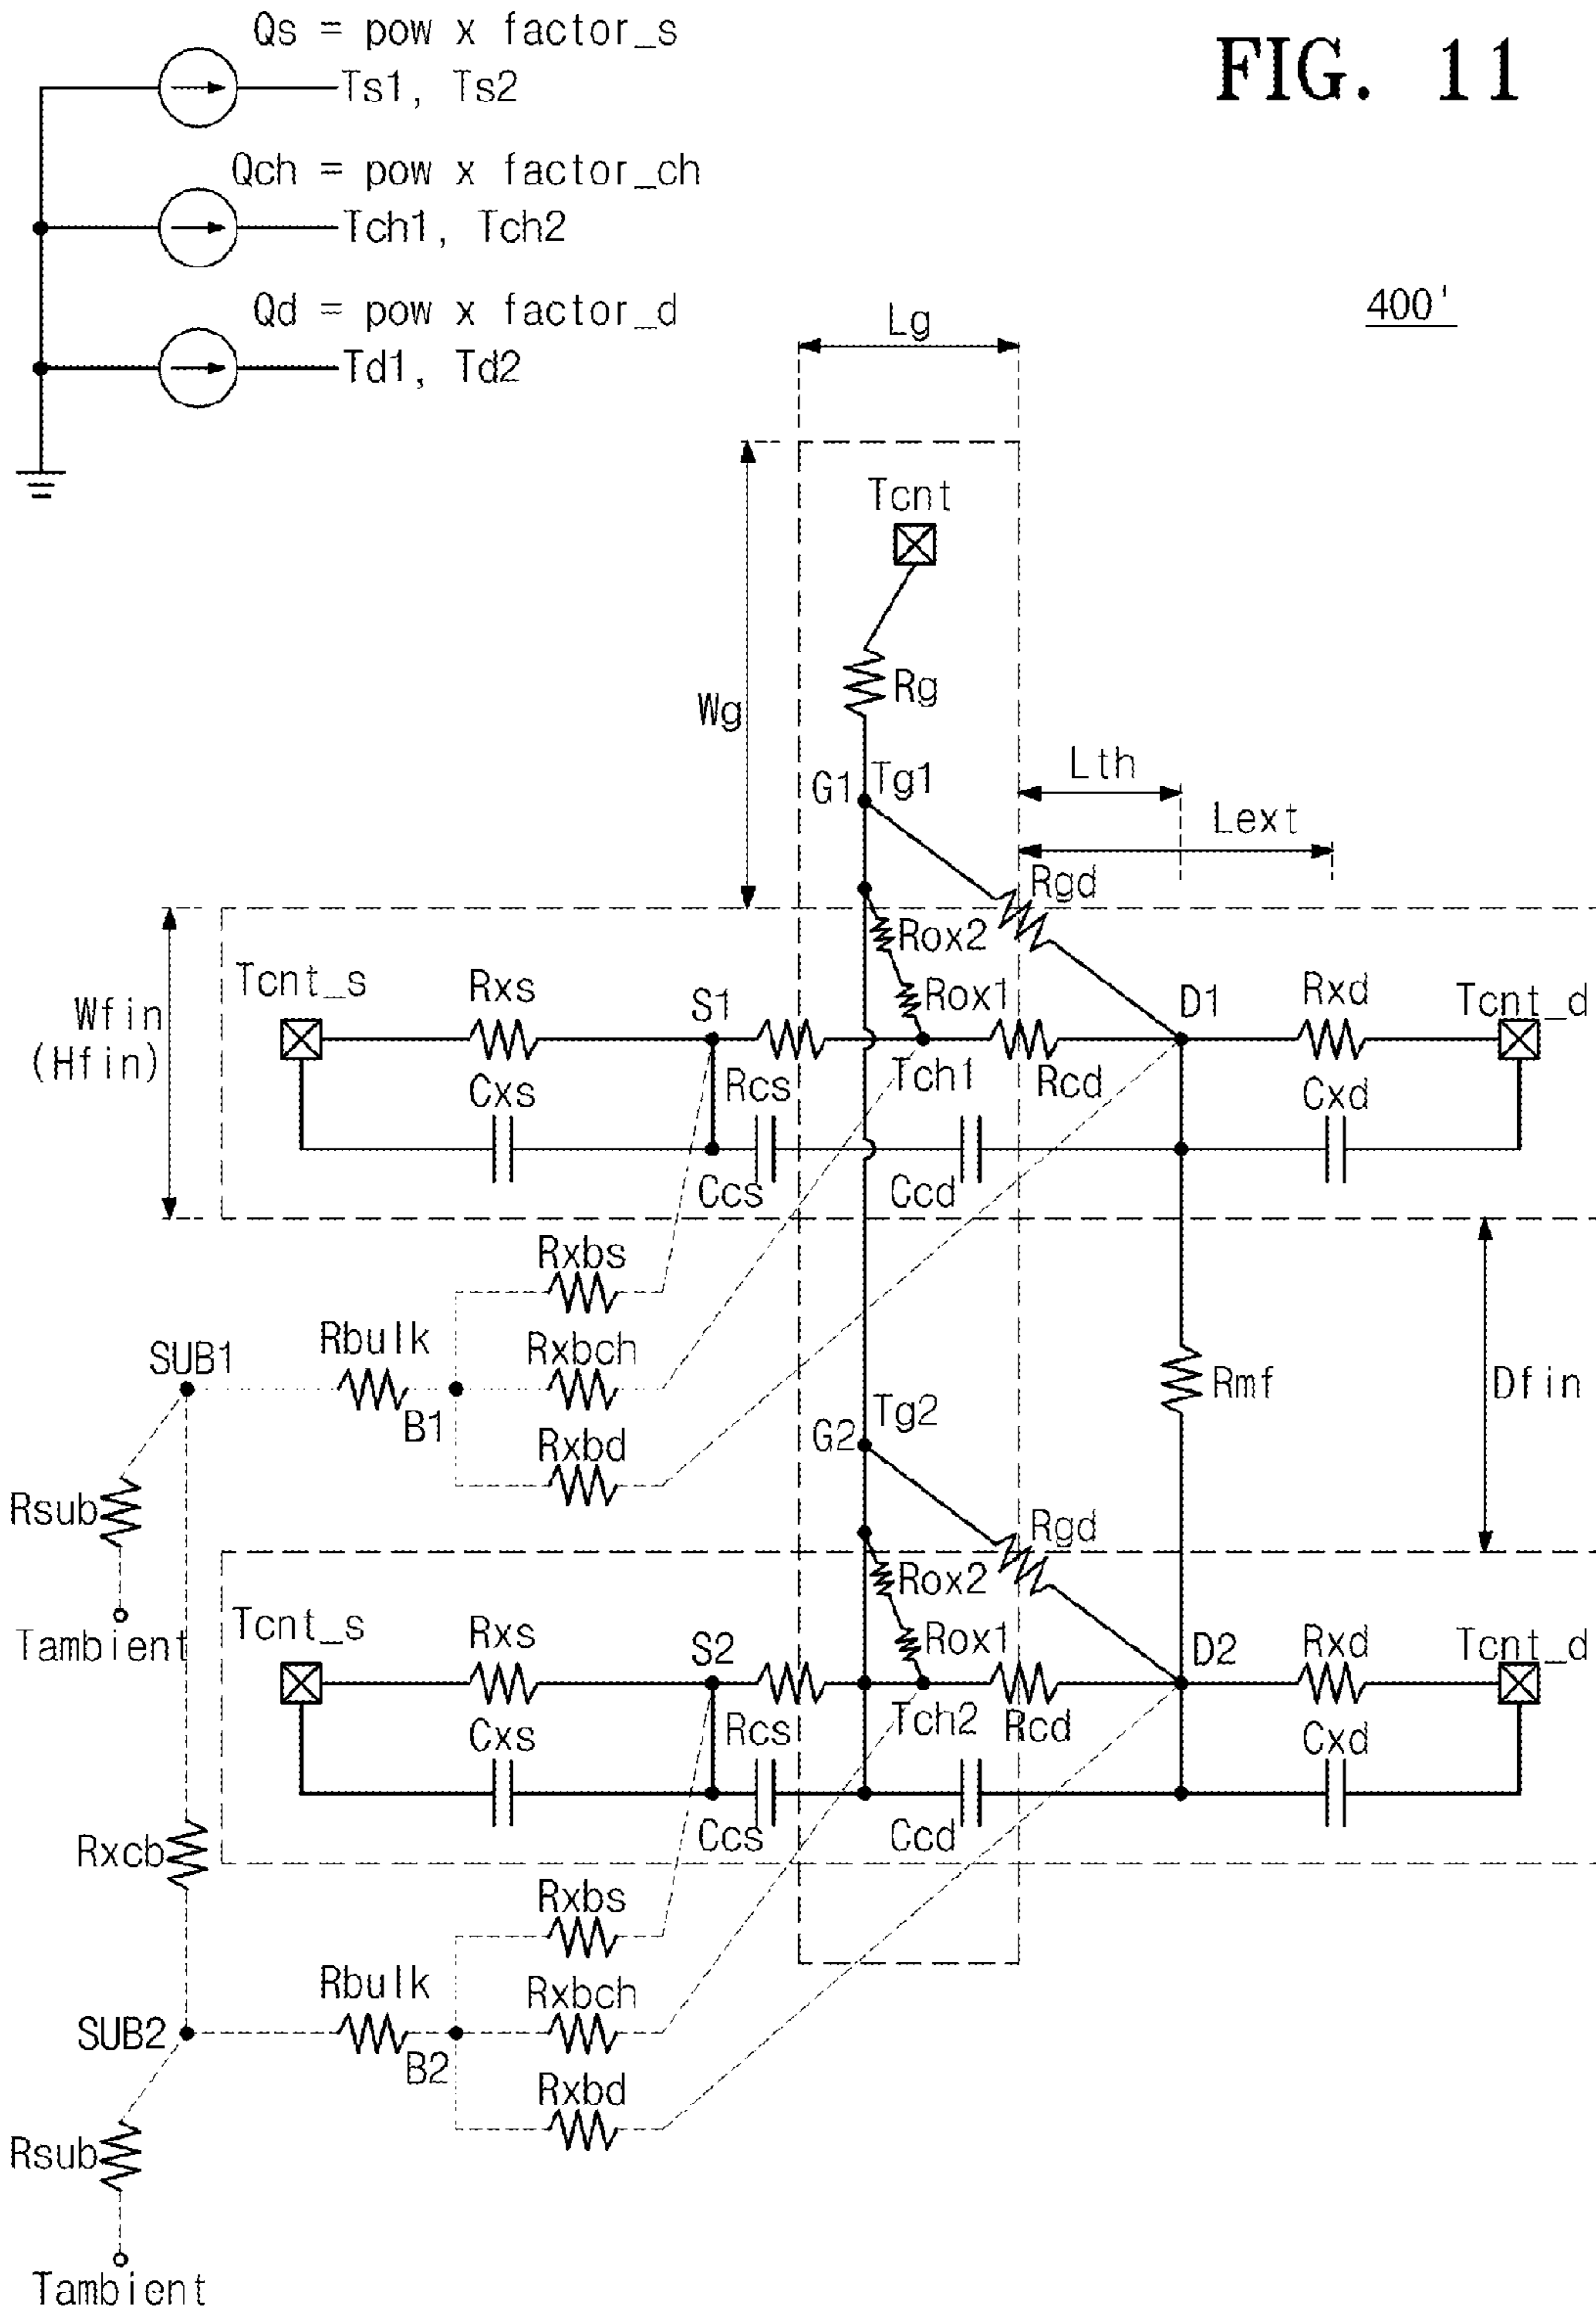 FIG. 11
Qs = pow x factor_s
Ts1, Ts2
Qch = pow x factor_ch
Tch1, Tch2
Qd = pow x factor_d
Td1, Td2
400'
Lg
Tcnt
Wg
Rg
G1
Tg1
Lth
Lext
Rgd
Rox2
Wfin
(Hfin)
Tcnt_s
Rxs
S1
Rox1
D1
Rxd
Tcnt_d
Cxs
Rcs
Tch1
Rcd
Cxd
Ccs
Ccd
Rxbs
SUB1
Rbulk
Rxbch
Rmf
Dfin
B1
Tg2
G2
Rxbd
Rsub
Rgd
Rox2
Tambient
Tcnt_s
Rxs
S2
Rox1
D2
Rxd
Tcnt_d
Cxs
Rcs
Tch2
Rcd
Cxd
Ccs
Ccd
Rxcb
Rxbs
SUB2
Rbulk
Rxbch
B2
Rxbd
Rsub
Tambient